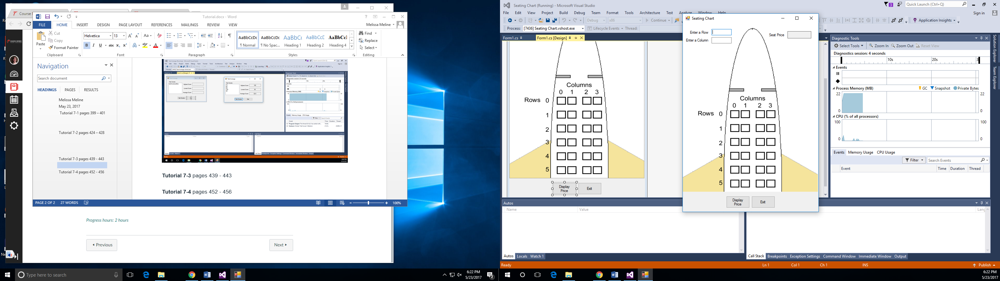 Course
Tutorial.docx - Word
FILE HOME INSERT DESIGN PAGE LAYOUT REFERENCES MAILINGS REVIEW VIEW
Melissa Meline
Paste
Cut
Copy
Format Painter
Clipboard
Helvetica 13
Font
Paragraph
AaBbCcDc AaBbCcDc AaBbCc AaBbCcD AaBbCcI
¶ Normal ¶ No Spac... Heading 1 Heading 2 Heading 4
Styles
Find
Replace
Select
Editing
Navigation
Search document
HEADINGS PAGES RESULTS
Melissa Meline
May 23, 2017
Tutorial 7-1 pages 399 – 401
Tutorial 7-2 pages 424 – 428
Tutorial 7-3 pages 439 - 443
Tutorial 7-4 pages 452 - 456
Tutorial 7-3 pages 439 - 443
Tutorial 7-4 pages 452 - 456
PAGE 2 OF 2 27 WORDS
100%
Progress hours: 2 hours
Previous
Next
Type here to search
6:22 PM
5/23/2017
2
Seating Chart (Running) - Microsoft Visual Studio
3
Quick Launch (Ctrl+Q)
File Edit View Project Build Debug Team Format Tools Architecture Test Analyze Window Help
Sign in
Debug x86 Continue
Application Insights
Process: [7436] Seating Chart.vshost.exe Lifecycle Events Thread:
Form1.cs Form1.cs [Design]
Columns
0 1 2 3
Rows 0
1
2
3
4
5
Display Price
Exit
Seating Chart
Enter a Row
Enter a Column
Seat Price
Columns
0 1 2 3
Rows 0
1
2
3
4
5
Display Price
Exit
Diagnostic Tools
Select Tools Zoom In Zoom Out Reset View
Diagnostics session: 4 seconds
10s 20s 3
Events
Process Memory (MB) GC Snapshot Private Bytes
22 22
0 0
CPU (% of all processors)
100 100
0 0
Events Memory Usage CPU Usage
Filter Search Events
Event Time Duration Thread
Solution Explorer
Team Explorer
Autos
Name Value
Lang
Autos Locals Watch 1
Call Stack Breakpoints Exception Settings Command Window Immediate Window Output
Ready Ln 1 Col 1 Ch 1 INS Publish
6:22 PM
5/23/2017